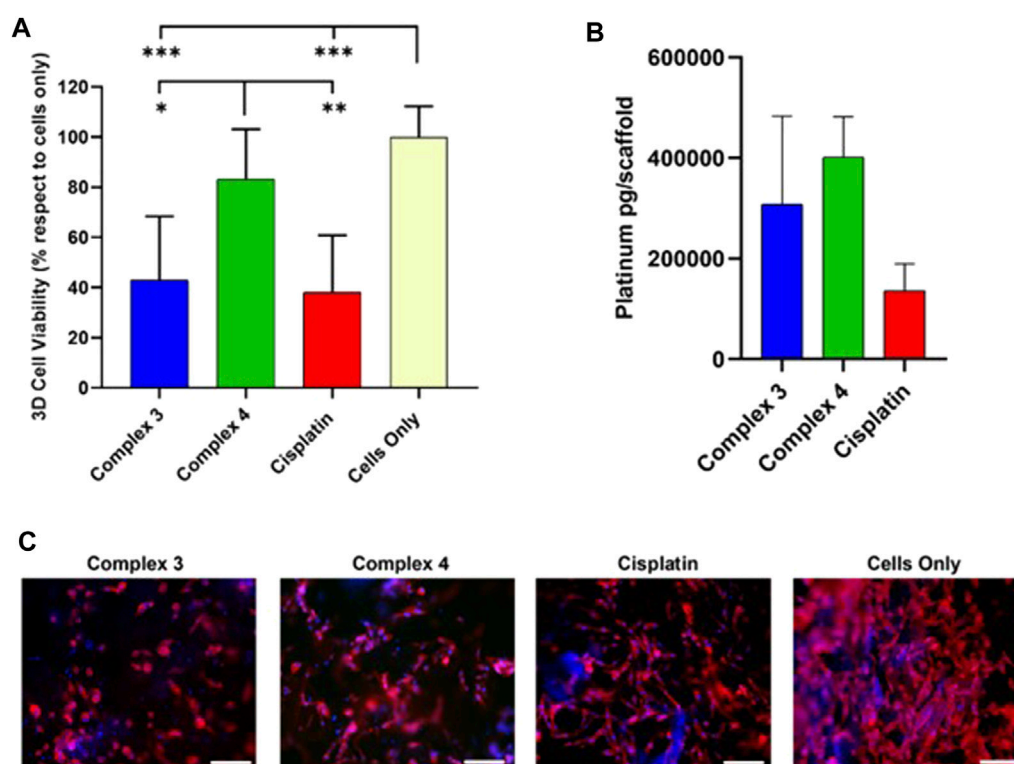 A
*** ***
* **
3D Cell Viability (% respect to cells only)
120
100
80
60
40
20
0
Complex 3
Complex 4
Cisplatin
Cells Only
B
Platinum pg/scaffold
600000
400000
200000
0
Complex 3
Complex 4
Cisplatin
C
Complex 3
Complex 4
Cisplatin
Cells Only